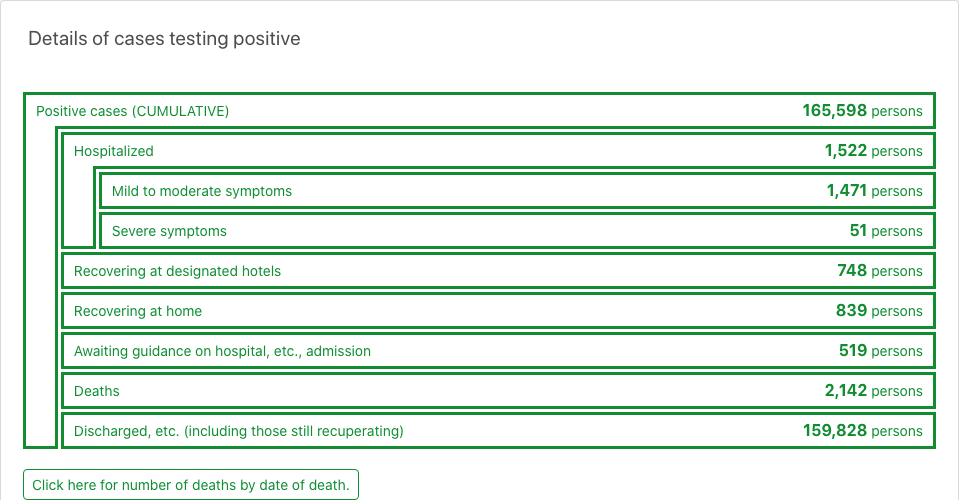 Details of cases testing positive
Positive cases (CUMULATIVE) 165,598 persons
Hospitalized 1,522 persons
Mild to moderate symptoms 1,471 persons
Severe symptoms 51 persons
Recovering at designated hotels 748 persons
Recovering at home 839 persons
Awaiting guidance on hospital, etc., admission 519 persons
Deaths 2,142 persons
Discharged, etc. (including those still recuperating) 159,828 persons
Click here for number of deaths by date of death.